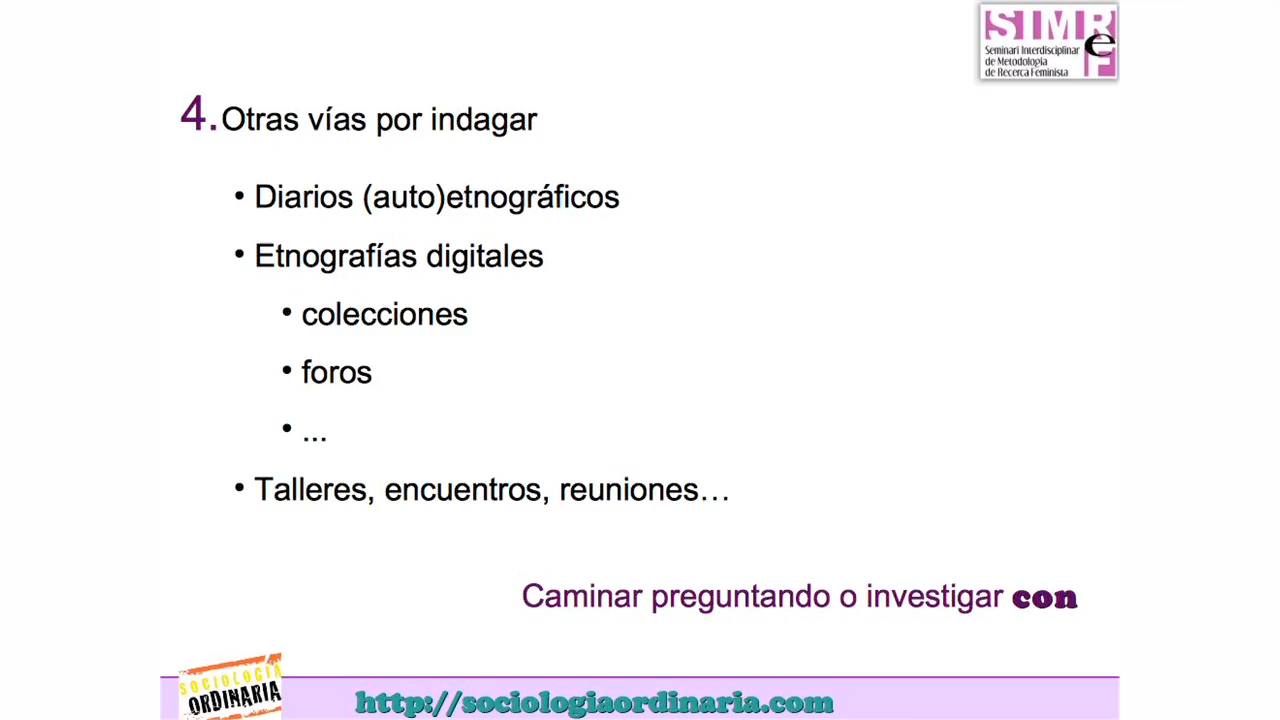 SIMReF
Seminari Interdisciplinar
de Metodologia
de Recerca Feminista
4. Otras vías por indagar
• Diarios (auto)etnográficos
• Etnografías digitales
• colecciones
• foros
• ...
• Talleres, encuentros, reuniones…
Caminar preguntando o investigar con
SOCIOLOGÍA
ORDINARIA
http://sociologiaordinaria.com